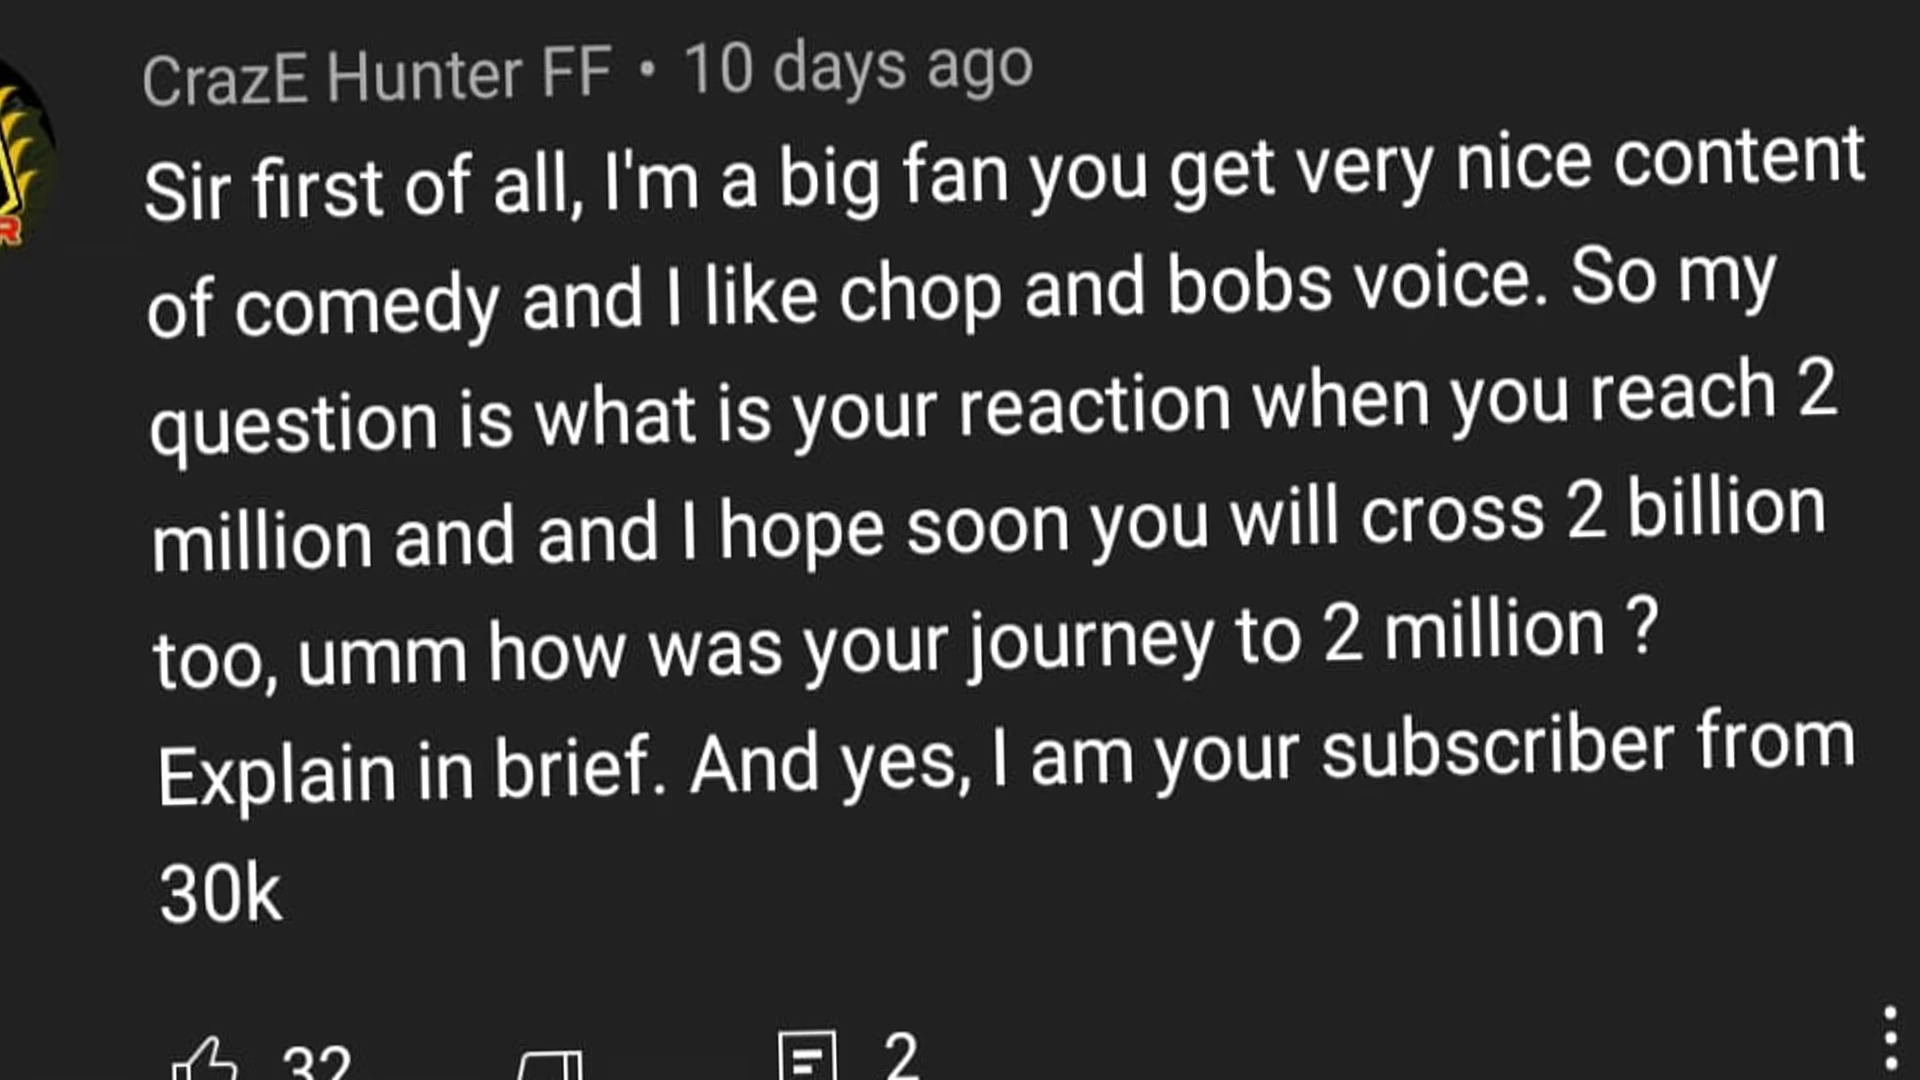 CrazE Hunter FF • 10 days ago
Sir first of all, I'm a big fan you get very nice content
of comedy and I like chop and bobs voice. So my
question is what is your reaction when you reach 2
million and and I hope soon you will cross 2 billion
too, umm how was your journey to 2 million ?
Explain in brief. And yes, I am your subscriber from
30k
32 2